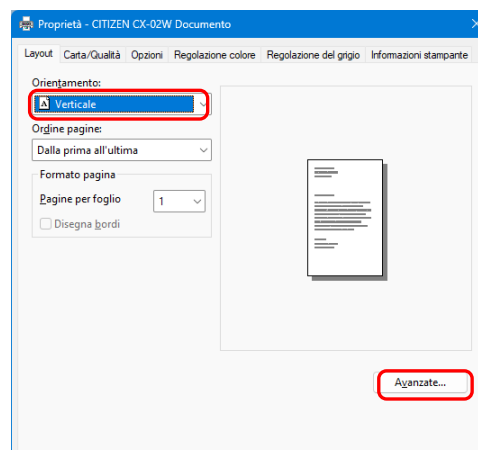 Proprietà - CITIZEN CX-02W Documento
Layout Carta/Qualità Opzioni Regolazione colore Regolazione del grigio Informazioni stampante
Orientamento:
A Verticale
Ordine pagine:
Dalla prima all'ultima
Formato pagina
Pagine per foglio 1
Disegna bordi
Avanzate...